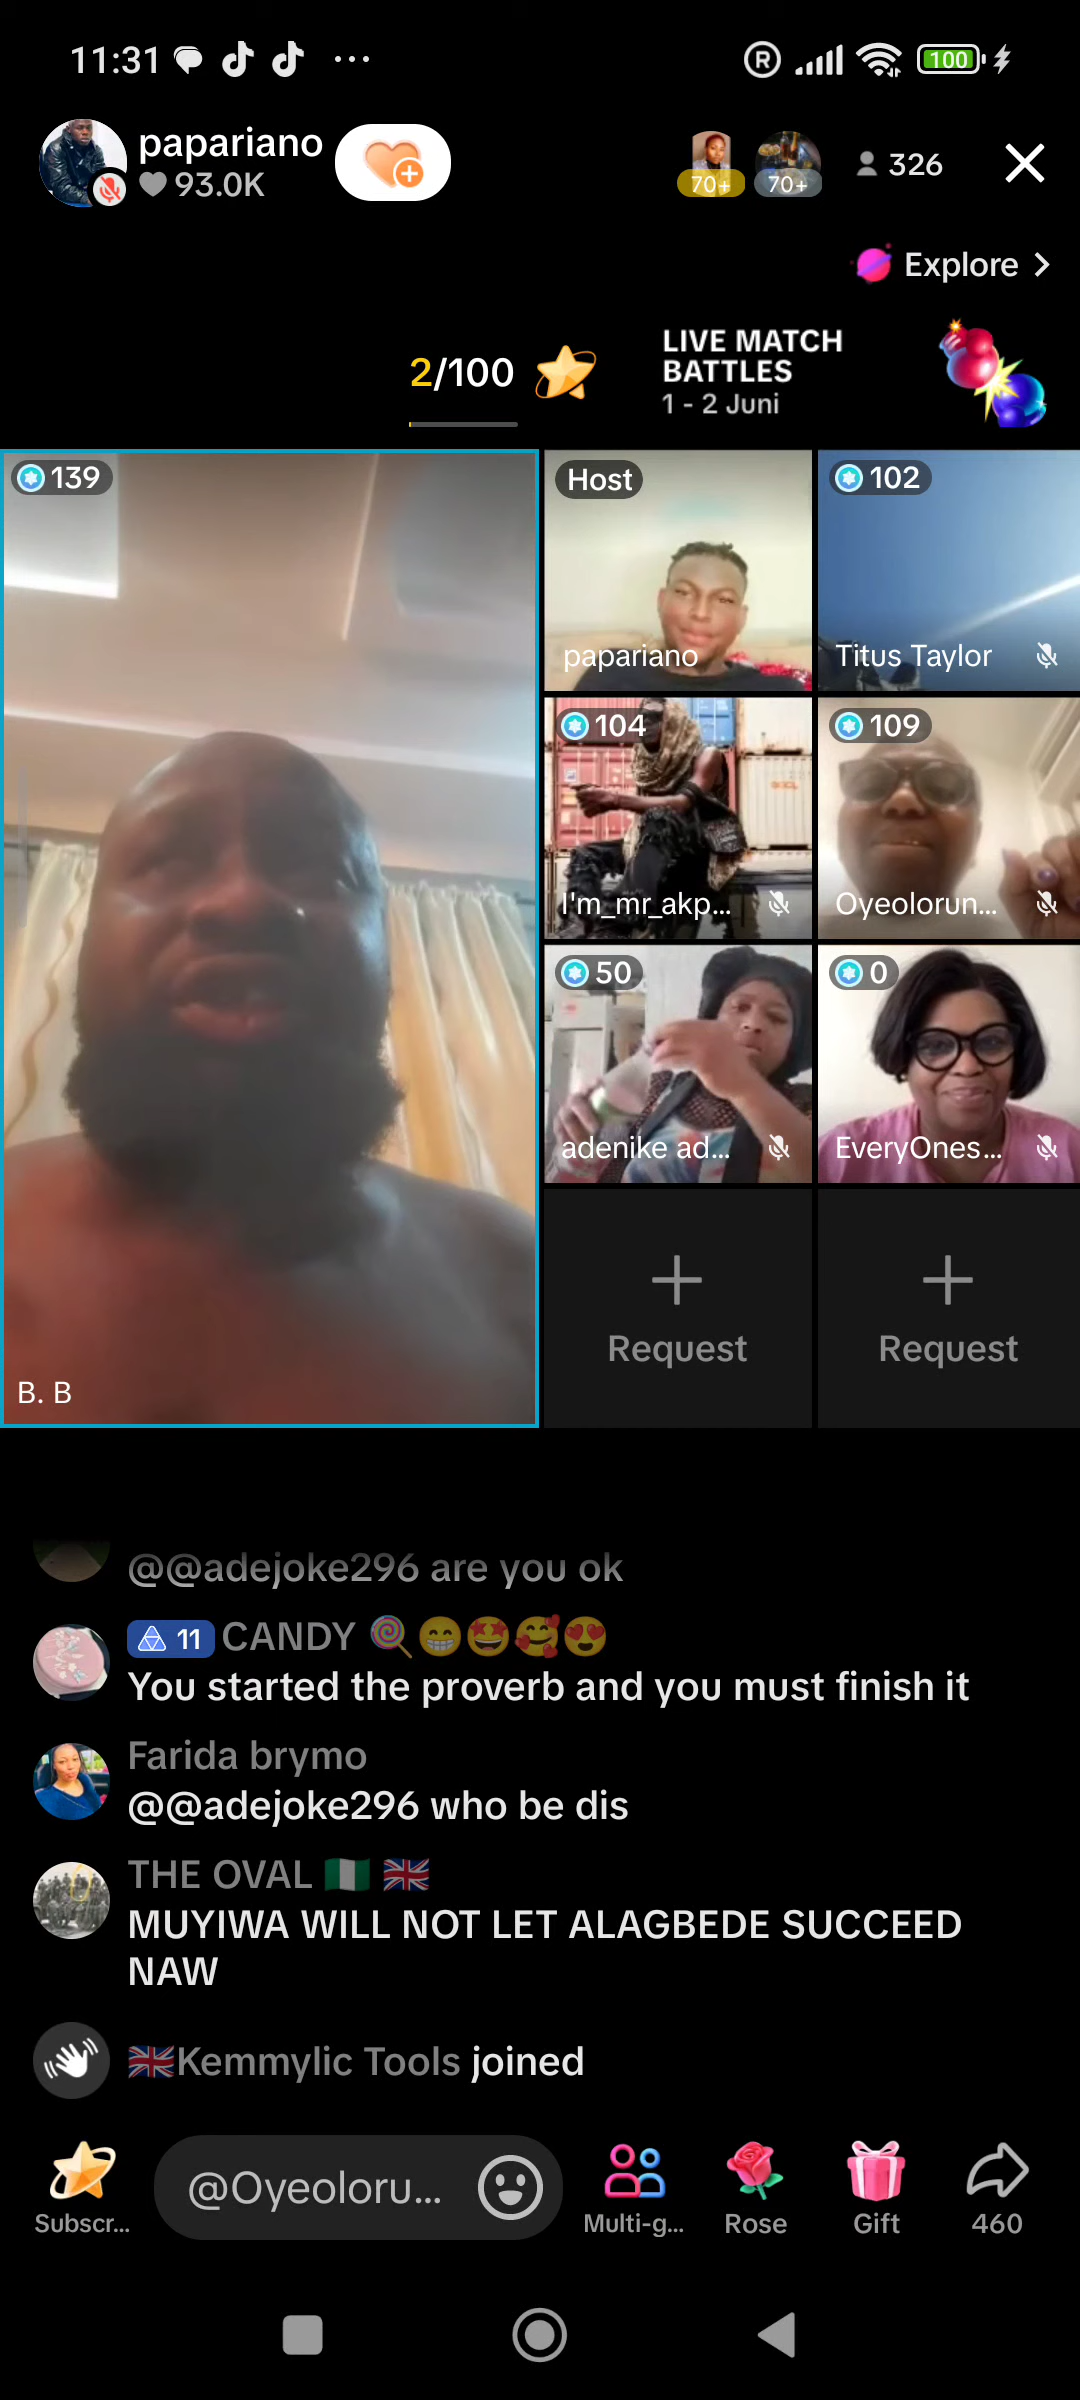 11:31
R
100
papariano
93.0K
70+
70+
326
Explore
2/100
LIVE MATCH
BATTLES
1 - 2 Juni
139
Host
102
papariano
Titus Taylor
104
109
I'm_mr_akp...
Oyeolorun...
50
0
adenike ad...
EveryOnes...
Request
Request
B. B
@@adejoke296 are you ok
11 CANDY 🍭😁🤩🥰😍
You started the proverb and you must finish it
Farida brymo
@@adejoke296 who be dis
THE OVAL 🇳🇬 🇬🇧
MUYIWA WILL NOT LET ALAGBEDE SUCCEED
NAW
🇬🇧Kemmylic Tools joined
@Oyeoloru...
Subscr...
Multi-g...
Rose
Gift
460